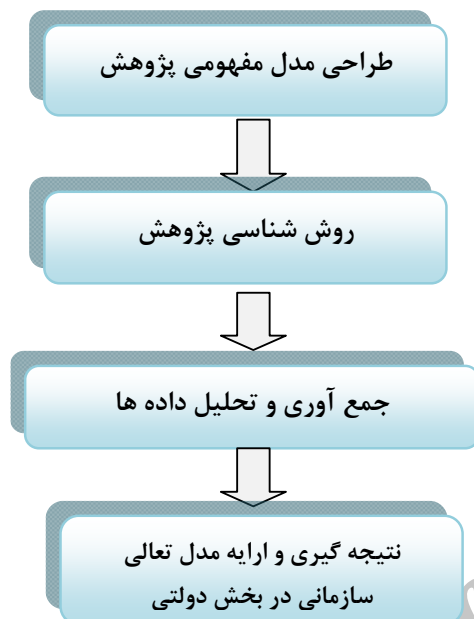 طراحی مدل مفهومی پژوهش
روش شناسی پژوهش
جمع آوری و تحلیل داده ها
نتیجه گیری و ارایه مدل تعالی
سازمانی در بخش دولتی